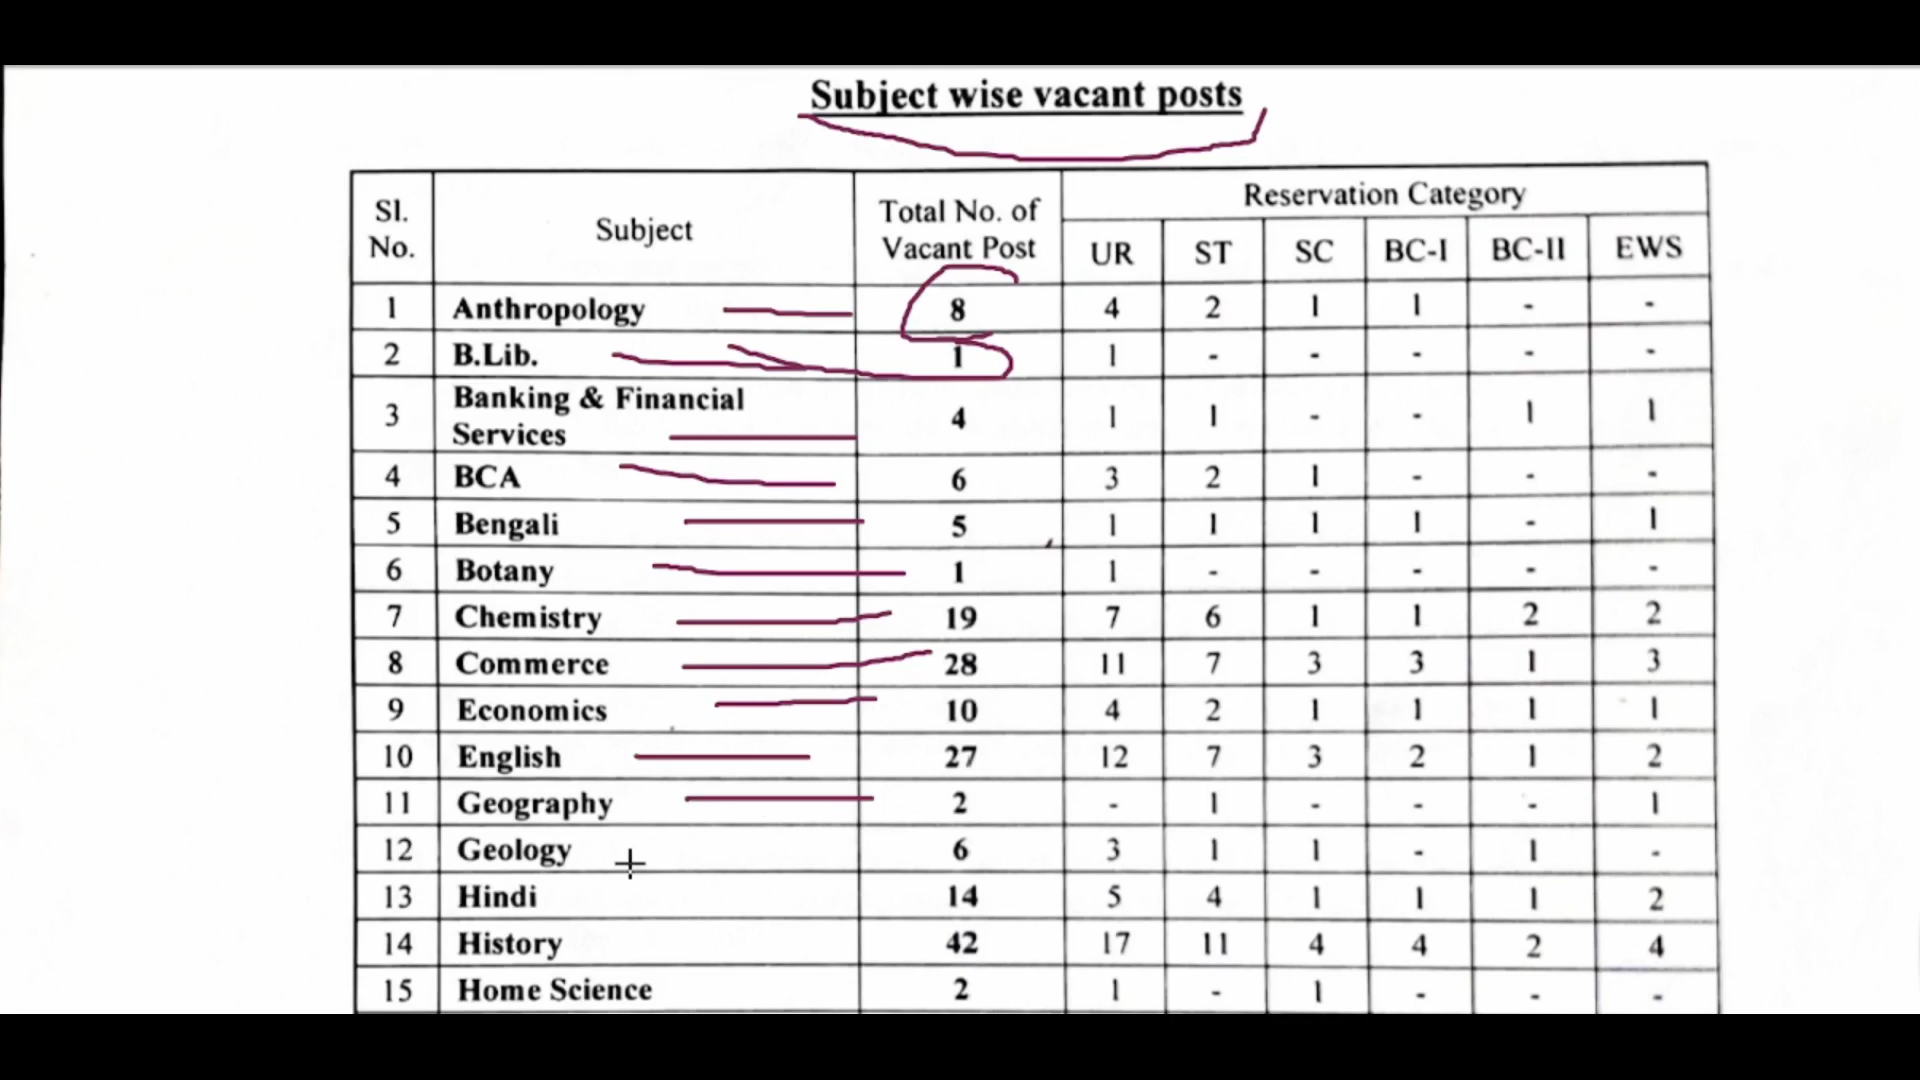 Subject wise vacant posts
Sl. No. Subject Total No. of Vacant Post Reservation Category
UR ST SC BC-I BC-II EWS
1 Anthropology 8 4 2 1 1 - -
2 B.Lib. 1 1 - - - - -
3 Banking & Financial Services 4 1 1 - - 1 1
4 BCA 6 3 2 1 - - -
5 Bengali 5 1 1 1 1 - 1
6 Botany 1 1 - - - - -
7 Chemistry 19 7 6 1 1 2 2
8 Commerce 28 11 7 3 3 1 3
9 Economics 10 4 2 1 1 1 1
10 English 27 12 7 3 2 1 2
11 Geography 2 - 1 - - - 1
12 Geology 6 3 1 1 - 1 -
13 Hindi 14 5 4 1 1 1 2
14 History 42 17 11 4 4 2 4
15 Home Science 2 1 - 1 - - -